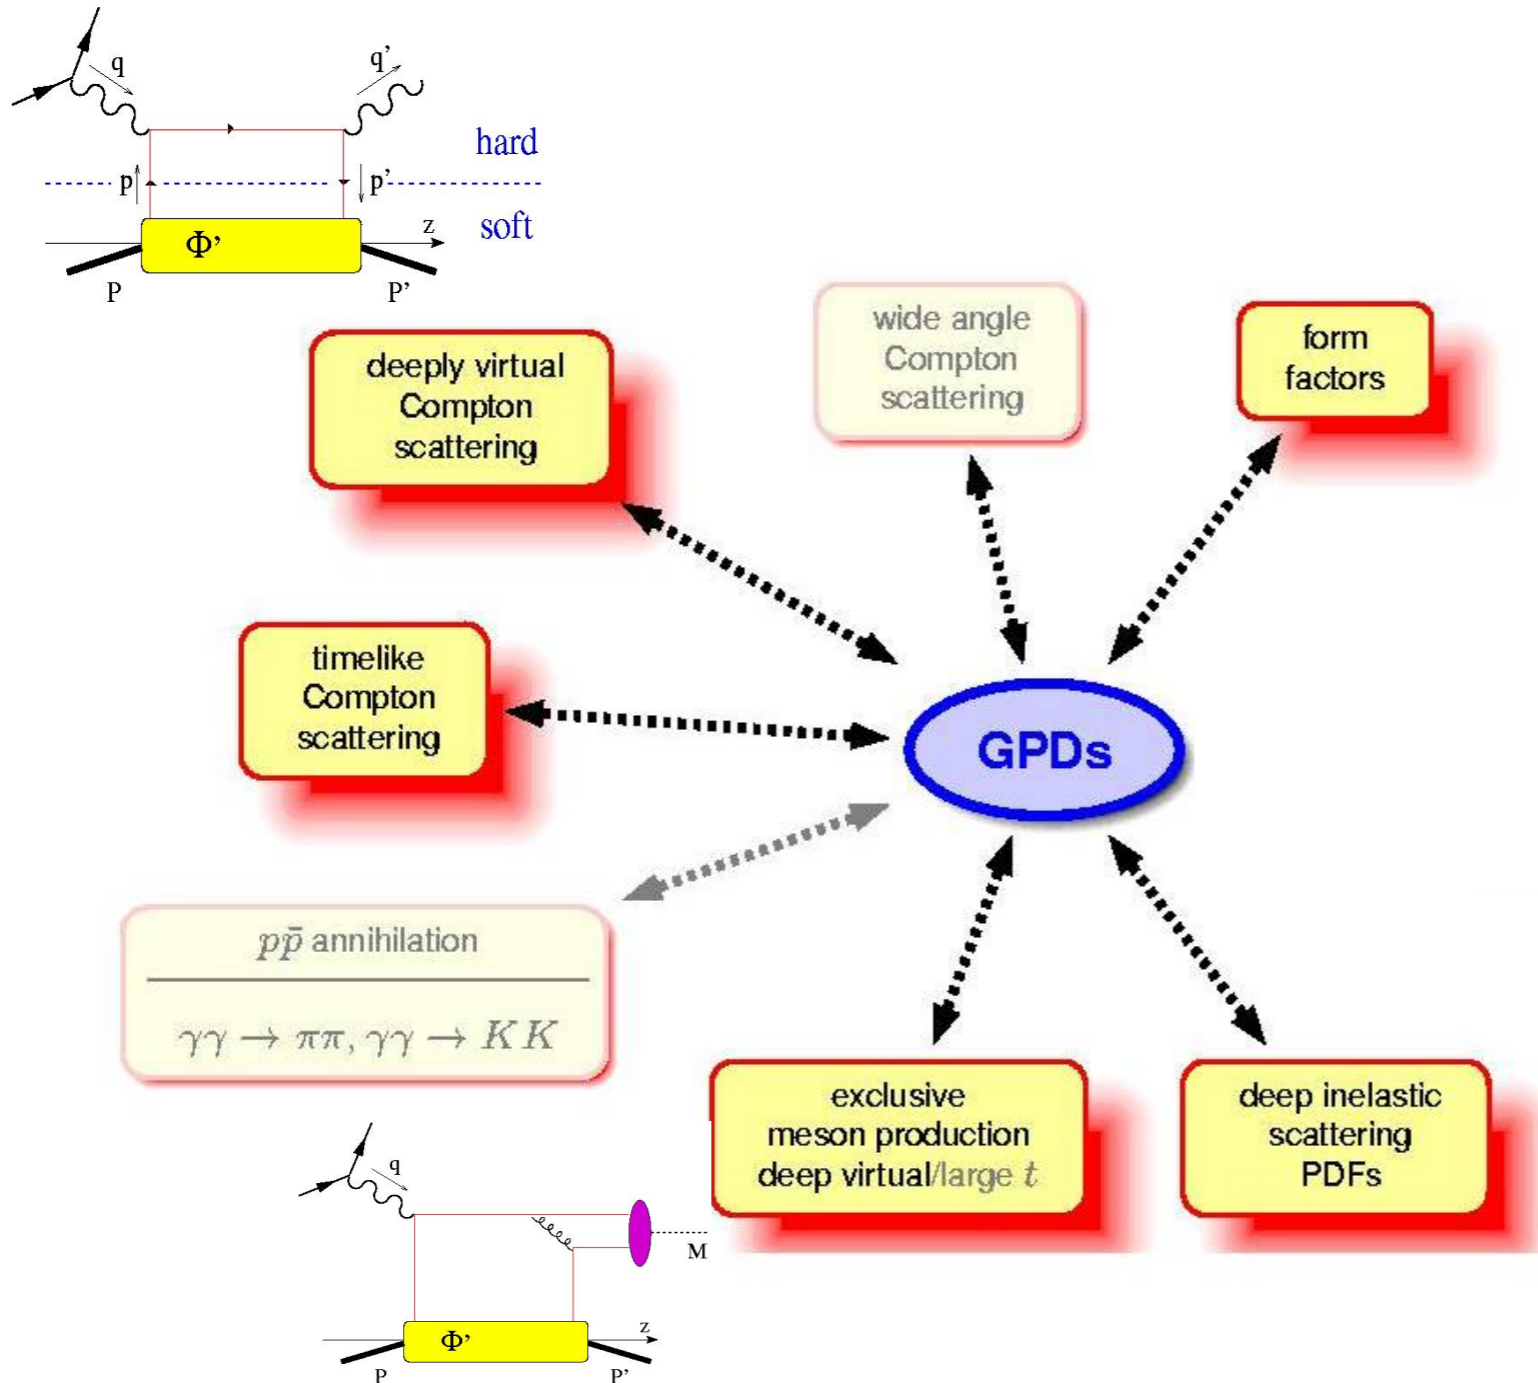 q
q'
hard
p
p'
soft
Φ'
z
P
P'
wide angle
Compton
scattering
form
factors
deeply virtual
Compton
scattering
timelike
Compton
scattering
GPDs
pp̄ annihilation
γγ → ππ, γγ → KK
exclusive
meson production
deep virtual/large t
deep inelastic
scattering
PDFs
q
M
Φ'
z
P
P'